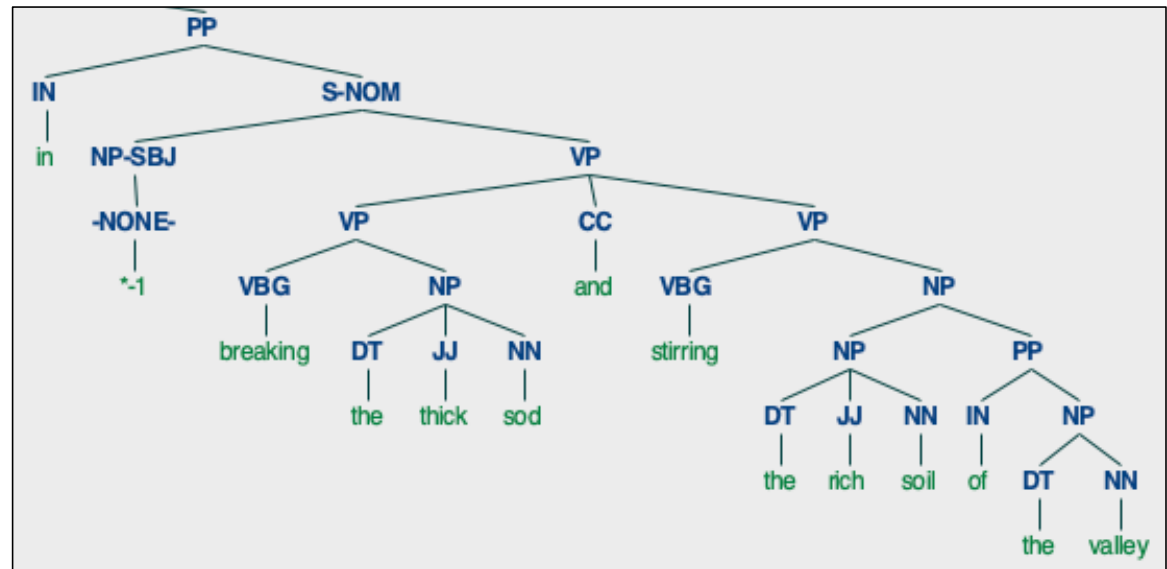 PP
IN S-NOM
in NP-SBJ VP
-NONE- VP CC VP
*-1 VBG NP and VBG NP
breaking DT JJ NN stirring NP PP
the thick sod DT JJ NN IN NP
the rich soil of DT NN
the valley